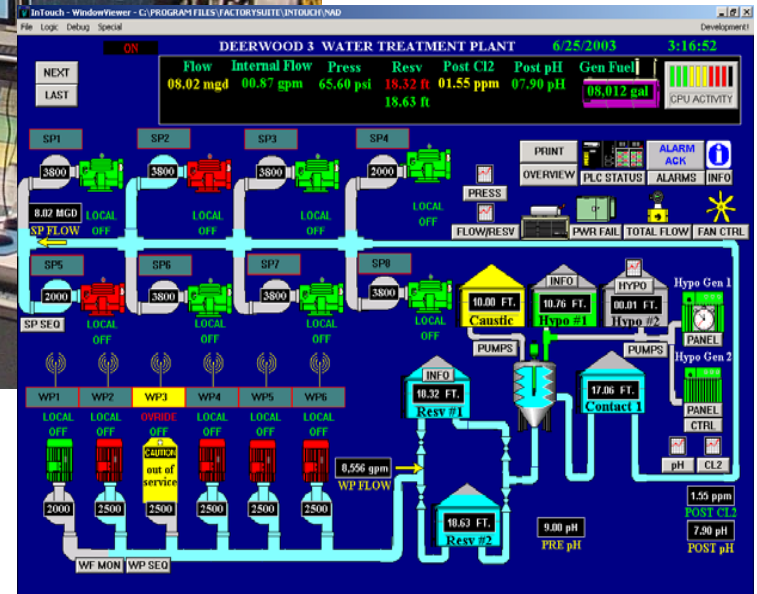 InTouch - WindowViewer - C:\PROGRAM FILES\FACTORYSUITE\INTOUCH\NAD
File Logic Debug Special Development!
ON DEERWOOD 3 WATER TREATMENT PLANT 6/25/2003 3:16:52
NEXT
LAST
Flow Internal Flow Press Resv Post Cl2 Post pH Gen Fuel
08.02 mgd 00.87 gpm 65.60 psi 18.32 ft 01.55 ppm 07.90 pH 08,012 gal
18.63 ft
CPU ACTIVITY
SP1 SP2 SP3 SP4
3800 3800 3800 2000
PRINT
OVERVIEW
PLC STATUS
ALARM
ACK
ALARMS
INFO
PRESS
FLOW/RESV
PWR FAIL
TOTAL FLOW
FAN CTRL
8.02 MGD
SP FLOW
LOCAL LOCAL LOCAL LOCAL
OFF OFF OFF OFF
SP5 SP6 SP7 SP8
2000 3800 3800 3800
SP SEQ
LOCAL LOCAL LOCAL LOCAL
OFF OFF OFF OFF
10.00 FT.
Caustic
PUMPS
INFO
10.76 FT.
Hypo #1
HYPO
00.01 FT.
Hypo #2
PUMPS
Hypo Gen 1
PANEL
Hypo Gen 2
PANEL
CTRL
WP1 WP2 WP3 WP4 WP5 WP6
LOCAL LOCAL OVRIDE LOCAL LOCAL LOCAL
OFF OFF OFF OFF OFF OFF
CAUTION
out of
service
2000 2500 2500 2500 2500 2500
WF MON WP SEQ
INFO
18.32 FT.
Resv #1
17.06 FT.
Contact 1
8,556 gpm
WP FLOW
18.63 FT.
Resv #2
9.00 pH
PRE pH
pH CL2
1.55 ppm
POST CL2
7.90 pH
POST pH